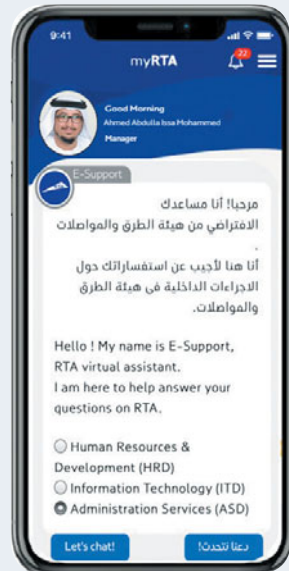 9:41
myRTA
22
Good Morning
Ahmed Abdulla Issa Mohammed
Manager
E-Support
مرحبا! أنا مساعدك
الافتراضي من هيئة الطرق والمواصلات
.
أنا هنا لأجيب عن استفساراتك حول
الاجراءات الداخلية في هيئة الطرق
والمواصلات.
Hello ! My name is E-Support,
RTA virtual assistant.
I am here to help answer your
questions on RTA.
Human Resources &
Development (HRD)
Information Technology (ITD)
Administration Services (ASD)
Let's chat!
دعنا نتحدث!